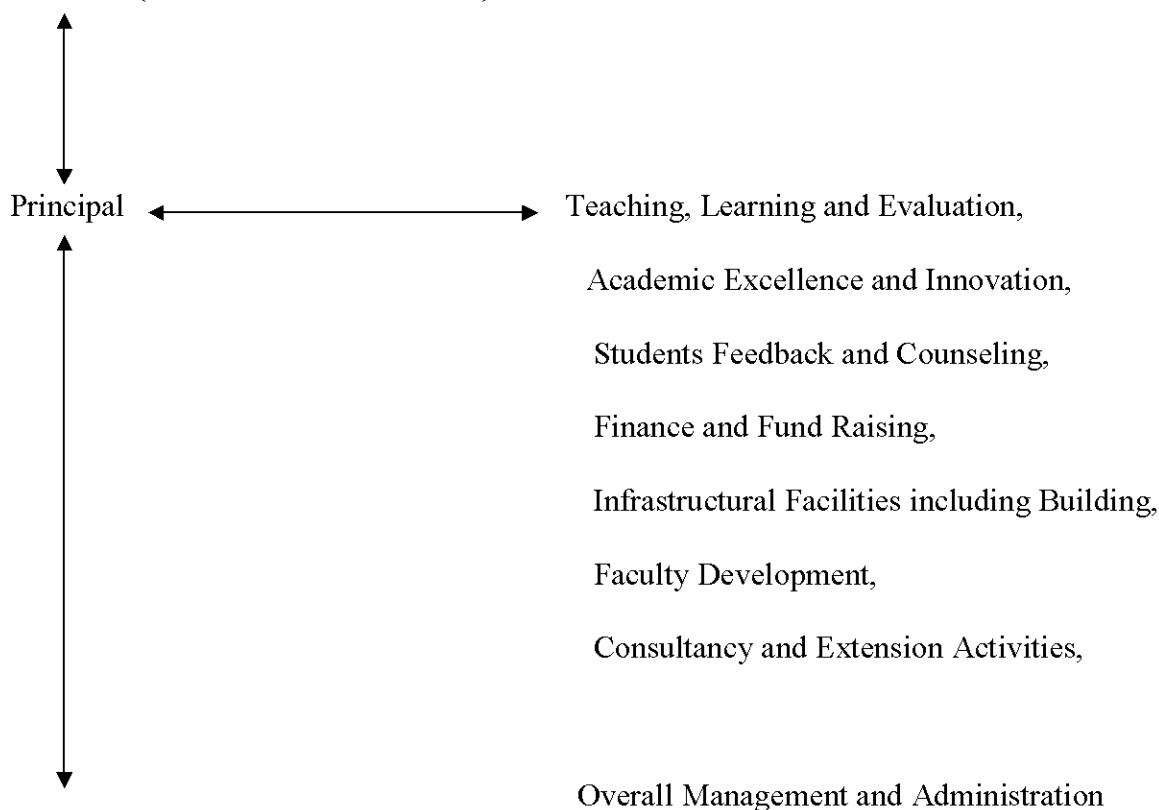 Principal Teaching, Learning and Evaluation,
Academic Excellence and Innovation,
Students Feedback and Counseling,
Finance and Fund Raising,
Infrastructural Facilities including Building,
Faculty Development,
Consultancy and Extension Activities,
Overall Management and Administration